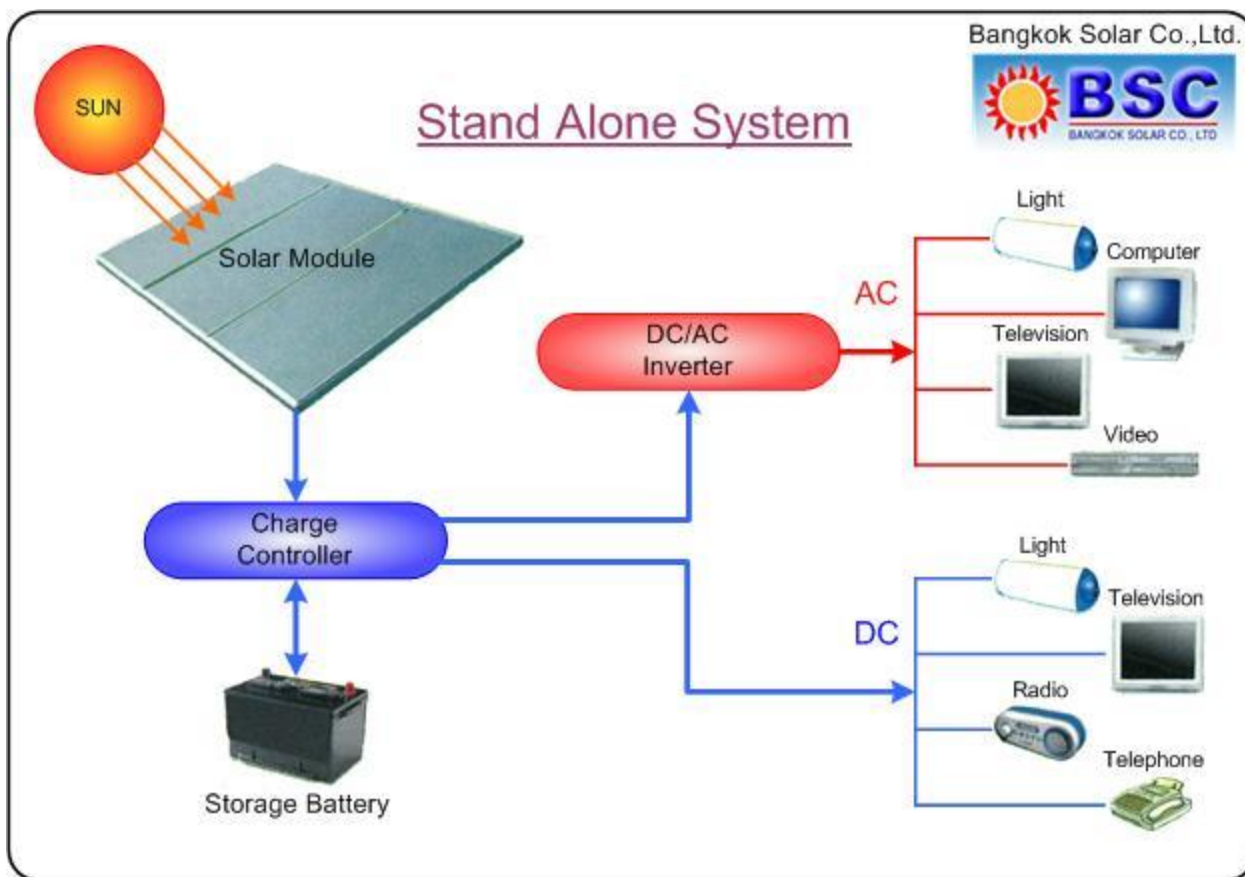 Bangkok Solar Co.,Ltd.
BSC
BANGKOK SOLAR CO., LTD
SUN
Stand Alone System
Solar Module
Light
Computer
AC
Television
DC/AC
Inverter
Video
Charge
Controller
Light
Television
DC
Radio
Telephone
Storage Battery